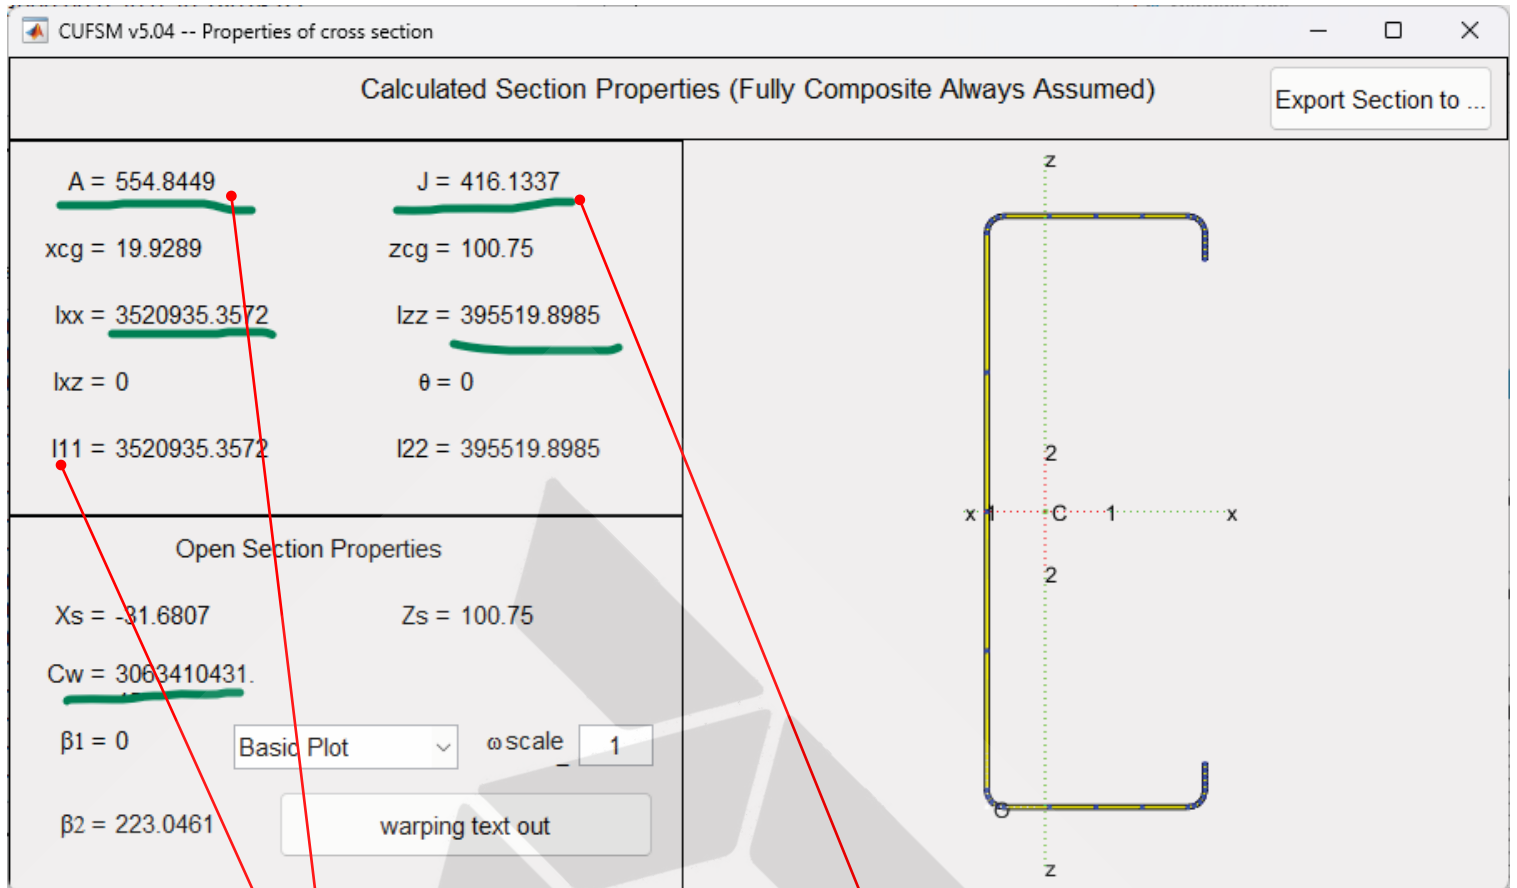 CUFSM v5.04 -- Properties of cross section
Calculated Section Properties (Fully Composite Always Assumed)
Export Section to ...
A = 554.8449
J = 416.1337
xcg = 19.9289
zcg = 100.75
Ixx = 3520935.3572
Izz = 395519.8985
Ixz = 0
θ = 0
I11 = 3520935.3572
I22 = 395519.8985
Open Section Properties
Xs = -31.6807
Zs = 100.75
Cw = 3063410431.
β1 = 0
Basic Plot
ω scale
1
β2 = 223.0461
warping text out
z
2
x 1 C 1 x
2
O
z